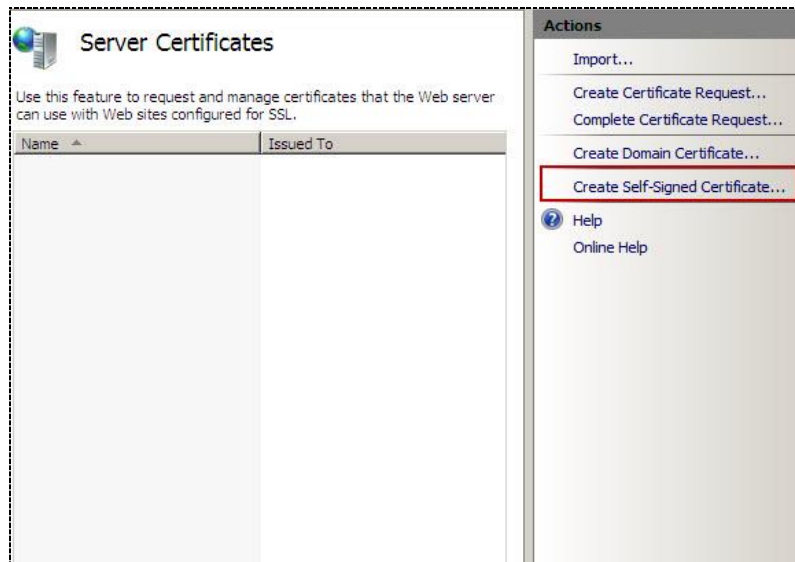 Server Certificates
Use this feature to request and manage certificates that the Web server
can use with Web sites configured for SSL.
Name
Issued To
Actions
Import...
Create Certificate Request...
Complete Certificate Request...
Create Domain Certificate...
Create Self-Signed Certificate...
Help
Online Help